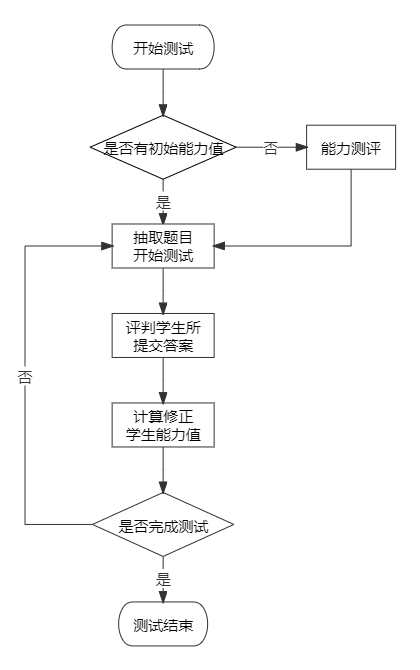 开始测试
是否有初始能力值
否
能力测评
是
抽取题目
开始测试
评判学生所
提交答案
计算修正
学生能力值
否
是否完成测试
是
测试结束